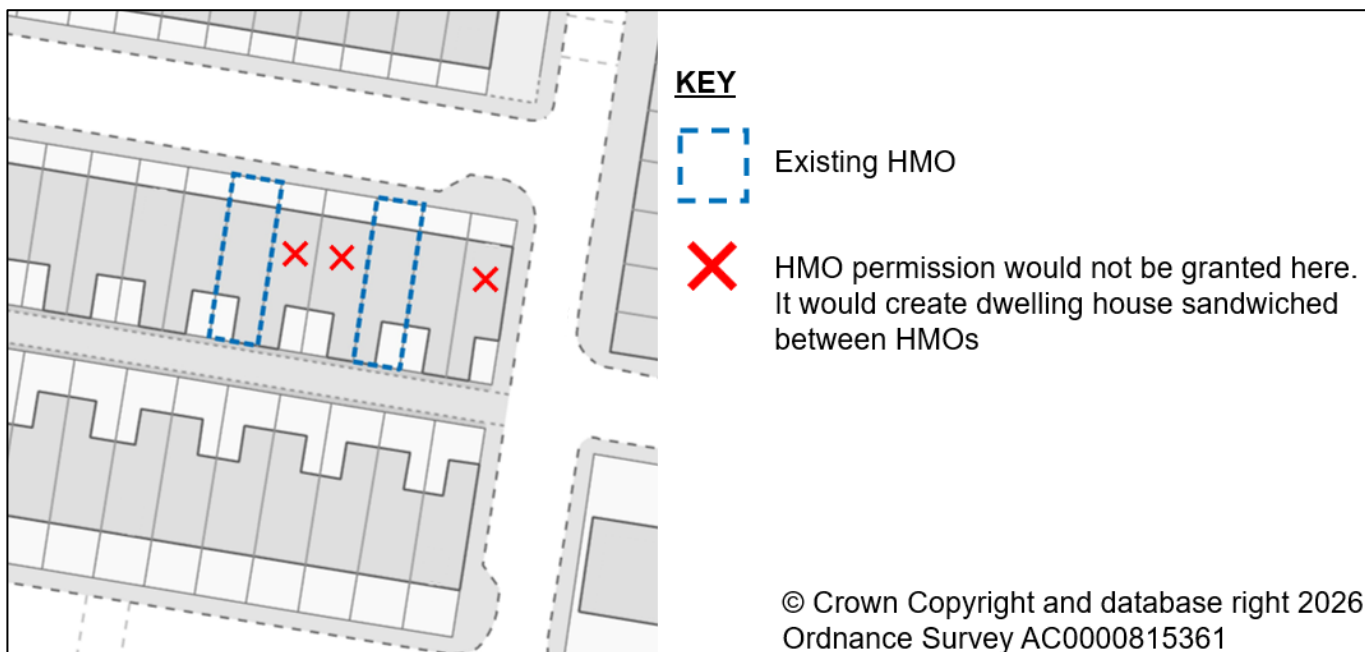 KEY
Existing HMO
HMO permission would not be granted here.
It would create dwelling house sandwiched
between HMOs
© Crown Copyright and database right 2026
Ordnance Survey AC0000815361